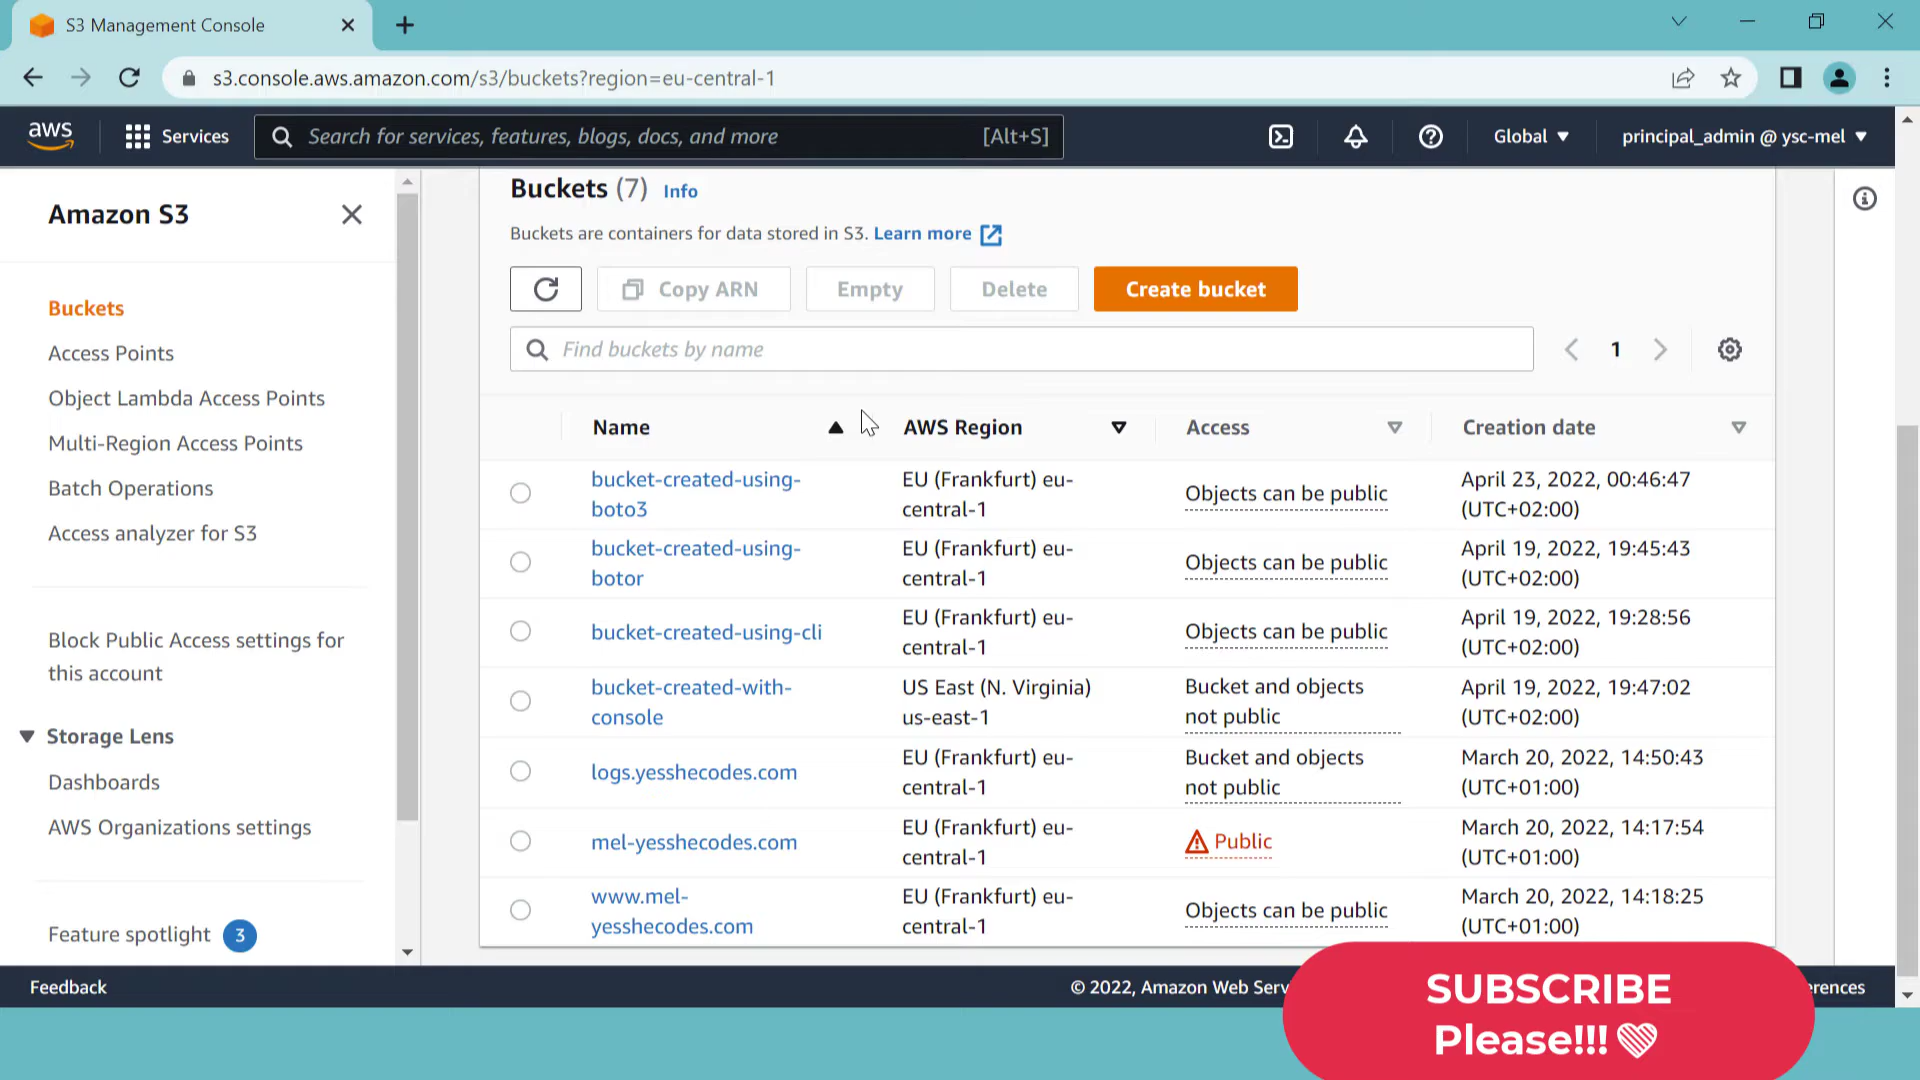 S3 Management Console
s3.console.aws.amazon.com/s3/buckets?region=eu-central-1
aws
Services
Search for services, features, blogs, docs, and more
[Alt+S]
Global
principal_admin @ ysc-mel
Amazon S3
Buckets
Access Points
Object Lambda Access Points
Multi-Region Access Points
Batch Operations
Access analyzer for S3
Block Public Access settings for
this account
Storage Lens
Dashboards
AWS Organizations settings
Feature spotlight 3
Buckets (7) Info
Buckets are containers for data stored in S3. Learn more
Copy ARN
Empty
Delete
Create bucket
Find buckets by name
1
Name
AWS Region
Access
Creation date
bucket-created-using-
boto3
EU (Frankfurt) eu-
central-1
Objects can be public
April 23, 2022, 00:46:47
(UTC+02:00)
bucket-created-using-
botor
EU (Frankfurt) eu-
central-1
Objects can be public
April 19, 2022, 19:45:43
(UTC+02:00)
bucket-created-using-cli
EU (Frankfurt) eu-
central-1
Objects can be public
April 19, 2022, 19:28:56
(UTC+02:00)
bucket-created-with-
console
US East (N. Virginia)
us-east-1
Bucket and objects
not public
April 19, 2022, 19:47:02
(UTC+02:00)
logs.yesshecodes.com
EU (Frankfurt) eu-
central-1
Bucket and objects
not public
March 20, 2022, 14:50:43
(UTC+01:00)
mel-yesshecodes.com
EU (Frankfurt) eu-
central-1
Public
March 20, 2022, 14:17:54
(UTC+01:00)
www.mel-
yesshecodes.com
EU (Frankfurt) eu-
central-1
Objects can be public
March 20, 2022, 14:18:25
(UTC+01:00)
Feedback
© 2022, Amazon Web
SUBSCRIBE
Please!!!